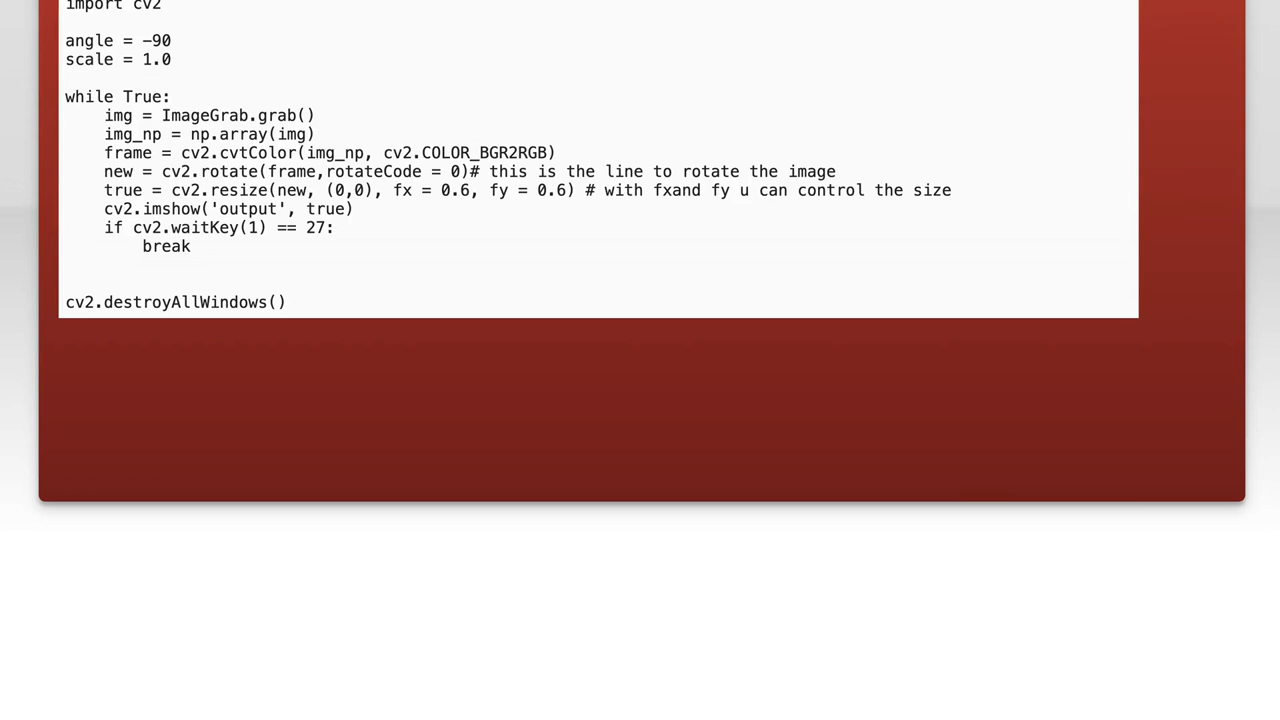 import cv2
angle = -90
scale = 1.0
while True:
    img = ImageGrab.grab()
    img_np = np.array(img)
    frame = cv2.cvtColor(img_np, cv2.COLOR_BGR2RGB)
    new = cv2.rotate(frame,rotateCode = 0)# this is the line to rotate the image
    true = cv2.resize(new, (0,0), fx = 0.6, fy = 0.6) # with fxand fy u can control the size
    cv2.imshow('output', true)
    if cv2.waitKey(1) == 27:
        break
cv2.destroyAllWindows()